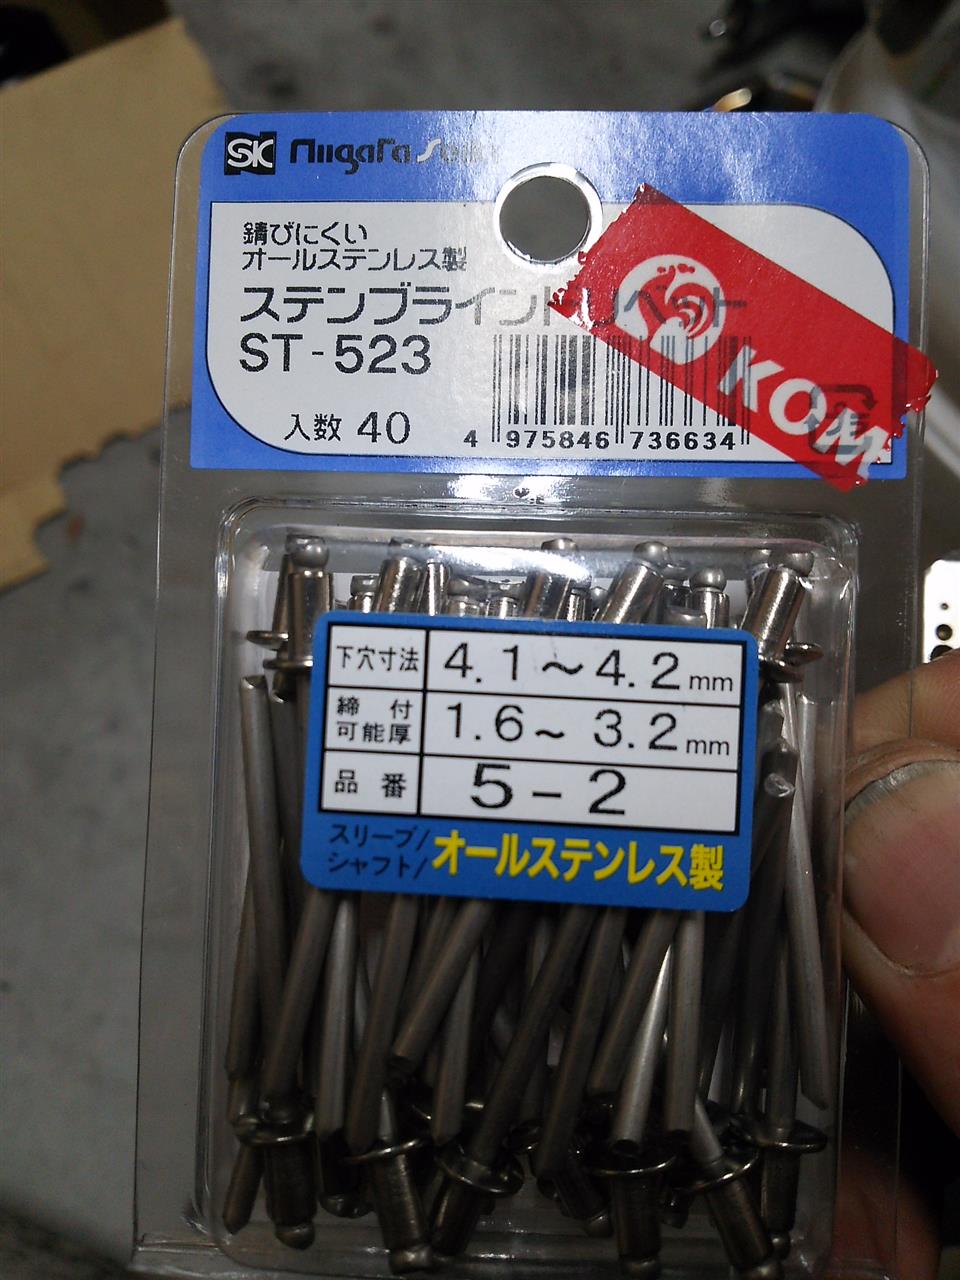 SK Niigata Seiki
錆びにくい
オールステンレス製
ステンブラインドリベット
ST-523
入数 40
4 975846 736634
KOM
下穴寸法 4.1～4.2mm
締付可能厚 1.6～3.2mm
品番 5-2
スリーブ/シャフト/オールステンレス製